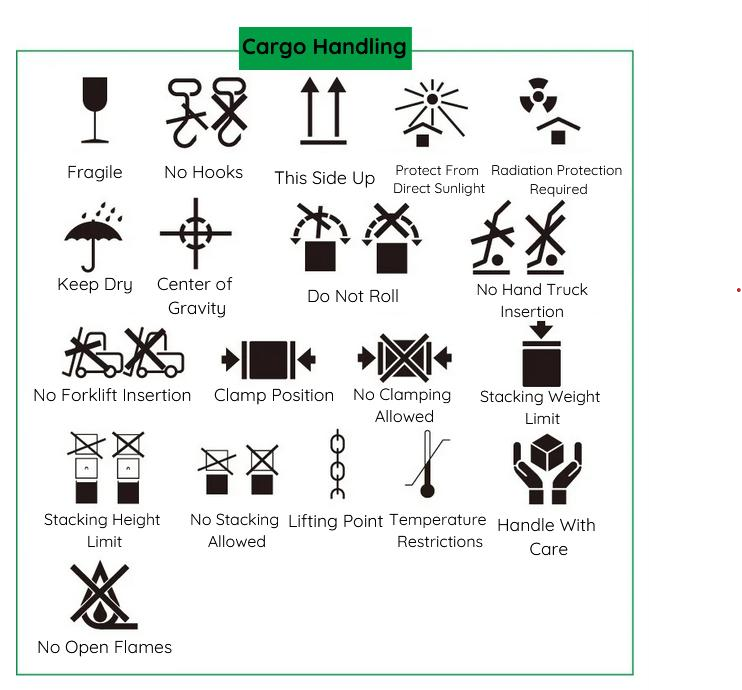 Cargo Handling
Fragile
No Hooks
This Side Up
Protect From
Direct Sunlight
Radiation Protection
Required
Keep Dry
Center of
Gravity
Do Not Roll
No Hand Truck
Insertion
No Forklift Insertion
Clamp Position
No Clamping
Allowed
Stacking Weight
Limit
Stacking Height
Limit
No Stacking
Allowed
Lifting Point
Temperature
Restrictions
Handle With
Care
No Open Flames